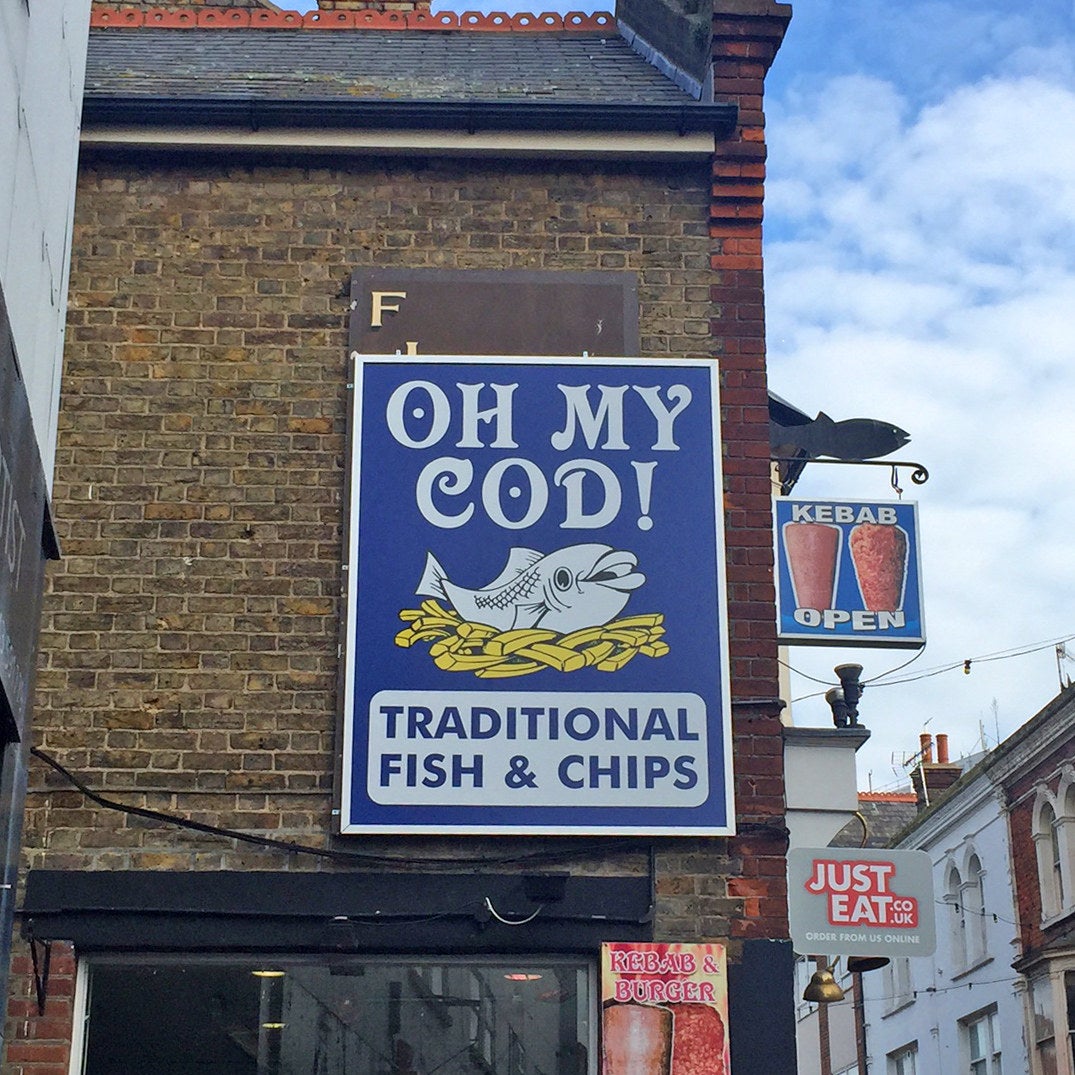 F
OH MY
COD!
TRADITIONAL
FISH & CHIPS
KEBAB
OPEN
JUST
EAT.CO
.UK
ORDER FROM US ONLINE
KEBAB &
BURGER